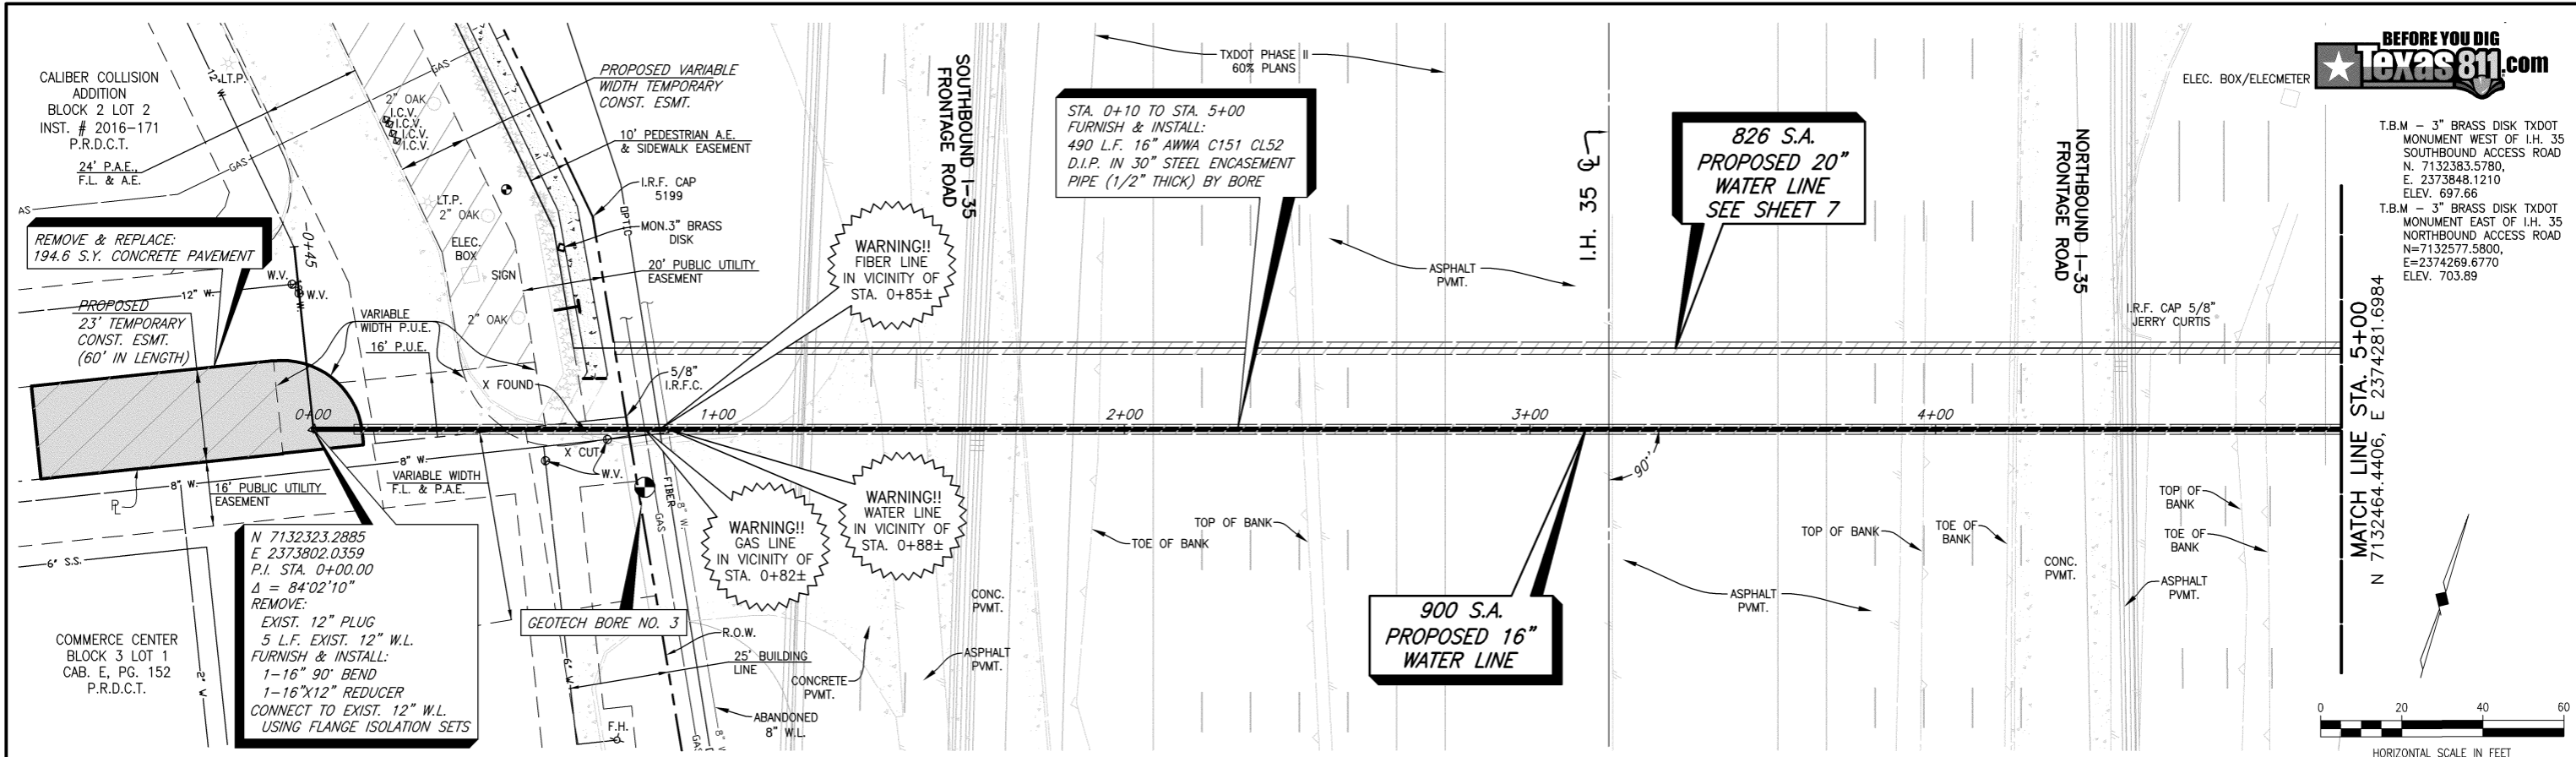 CALIBER COLLISION
ADDITION
BLOCK 2 LOT 2
INST. # 2016-171
P.R.D.C.T.
24' P.A.E.,
F.L. & A.E.
AS
GAS
GAS
12" W.
LT.P.
2" OAK
I.C.V.
I.C.V.
I.C.V.
I.C.V.
PROPOSED VARIABLE
WIDTH TEMPORARY
CONST. ESMT.
10' PEDESTRIAN A.E.
& SIDEWALK EASEMENT
I.R.F. CAP
5199
MON.3" BRASS
DISK
20' PUBLIC UTILITY
EASEMENT
OPTIC
LT.P.
2" OAK
ELEC.
BOX
SIGN
2" OAK
REMOVE & REPLACE:
194.6 S.Y. CONCRETE PAVEMENT
-0+45
W.V.
W.V.
12" W.
PROPOSED
23' TEMPORARY
CONST. ESMT.
(60' IN LENGTH)
VARIABLE
WIDTH P.U.E.
16' P.U.E.
X FOUND
5/8"
I.R.F.C.
WARNING!!
FIBER LINE
IN VICINITY OF
STA. 0+85±
SOUTHBOUND I-35
FRONTAGE ROAD
STA. 0+10 TO STA. 5+00
FURNISH & INSTALL:
490 L.F. 16" AWWA C151 CL52
D.I.P. IN 30" STEEL ENCASEMENT
PIPE (1/2" THICK) BY BORE
TXDOT PHASE II
60% PLANS
ASPHALT
PVMT.
I.H. 35 ℄
826 S.A.
PROPOSED 20"
WATER LINE
SEE SHEET 7
NORTHBOUND I-35
FRONTAGE ROAD
ELEC. BOX/ELECMETER
BEFORE YOU DIG
Texas 811.com
T.B.M - 3" BRASS DISK TXDOT
MONUMENT WEST OF I.H. 35
SOUTHBOUND ACCESS ROAD
N. 7132383.5780,
E. 2373848.1210
ELEV. 697.66
T.B.M - 3" BRASS DISK TXDOT
MONUMENT EAST OF I.H. 35
NORTHBOUND ACCESS ROAD
N=7132577.5800,
E=2374269.6770
ELEV. 703.89
I.R.F. CAP 5/8"
JERRY CURTIS
MATCH LINE STA. 5+00
N 7132464.4406, E 2374281.6984
0+00
1+00
2+00
3+00
4+00
8" W.
8" W.
16' PUBLIC UTILITY
EASEMENT
VARIABLE WIDTH
F.L. & P.A.E.
X CUT
W.V.
FIBER
8" W.
GAS
6" S.S.
N 7132323.2885
E 2373802.0359
P.I. STA. 0+00.00
Δ = 84°02'10"
REMOVE:
EXIST. 12" PLUG
5 L.F. EXIST. 12" W.L.
FURNISH & INSTALL:
1-16" 90° BEND
1-16"X12" REDUCER
CONNECT TO EXIST. 12" W.L.
USING FLANGE ISOLATION SETS
COMMERCE CENTER
BLOCK 3 LOT 1
CAB. E, PG. 152
P.R.D.C.T.
GEOTECH BORE NO. 3
WARNING!!
GAS LINE
IN VICINITY OF
STA. 0+82±
WARNING!!
WATER LINE
IN VICINITY OF
STA. 0+88±
R.O.W.
25' BUILDING
LINE
6" W.
F.H.
CONCRETE
PVMT.
ABANDONED
8" W.L.
8" W.
CONC.
PVMT.
ASPHALT
PVMT.
TOE OF BANK
TOP OF BANK
900 S.A.
PROPOSED 16"
WATER LINE
90°
ASPHALT
PVMT.
TOP OF BANK
TOE OF
BANK
CONC.
PVMT.
ASPHALT
PVMT.
TOP OF
BANK
TOE OF
BANK
0 20 40 60
HORIZONTAL SCALE IN FEET